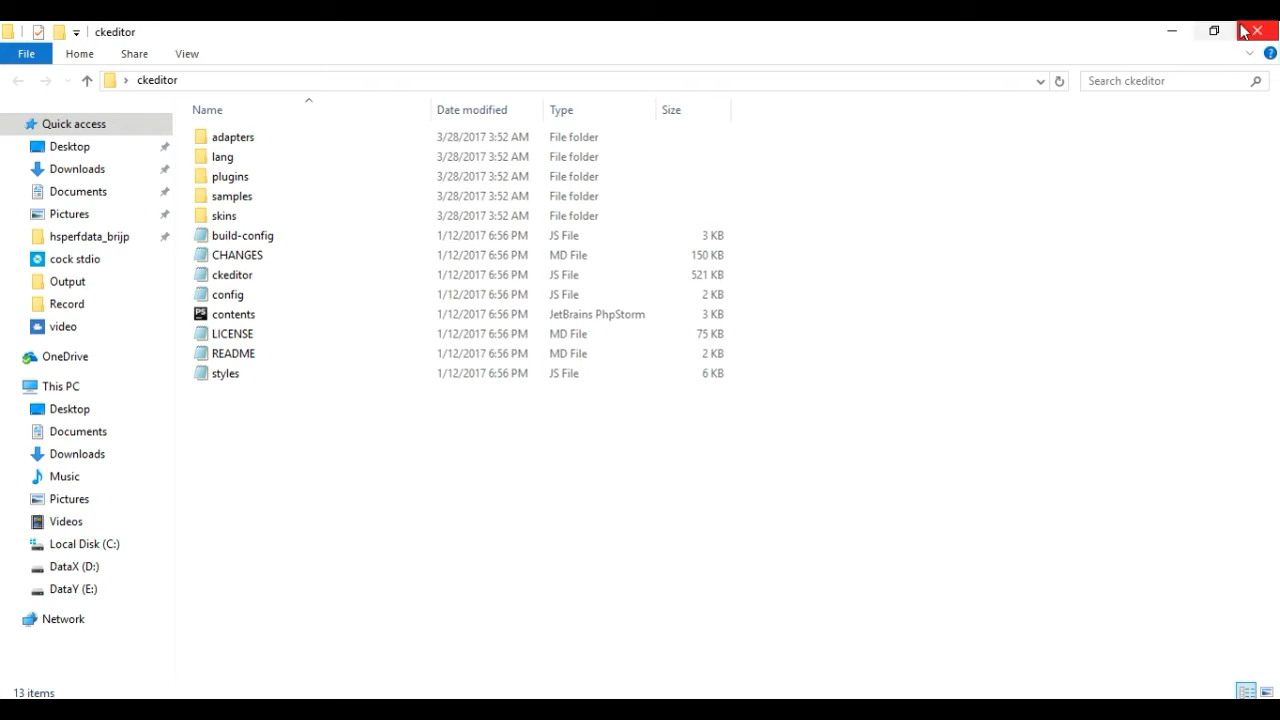 ckeditor
File Home Share View
ckeditor Search ckeditor
Name Date modified Type Size
Quick access
Desktop
Downloads
Documents
Pictures
hsperfdata_brijp
cock stdio
Output
Record
video
OneDrive
This PC
Desktop
Documents
Downloads
Music
Pictures
Videos
Local Disk (C:)
DataX (D:)
DataY (E:)
Network
adapters 3/28/2017 3:52 AM File folder
lang 3/28/2017 3:52 AM File folder
plugins 3/28/2017 3:52 AM File folder
samples 3/28/2017 3:52 AM File folder
skins 3/28/2017 3:52 AM File folder
build-config 1/12/2017 6:56 PM JS File 3 KB
CHANGES 1/12/2017 6:56 PM MD File 150 KB
ckeditor 1/12/2017 6:56 PM JS File 521 KB
config 1/12/2017 6:56 PM JS File 2 KB
PS contents 1/12/2017 6:56 PM JetBrains PhpStorm 3 KB
LICENSE 1/12/2017 6:56 PM MD File 75 KB
README 1/12/2017 6:56 PM MD File 2 KB
styles 1/12/2017 6:56 PM JS File 6 KB
13 items